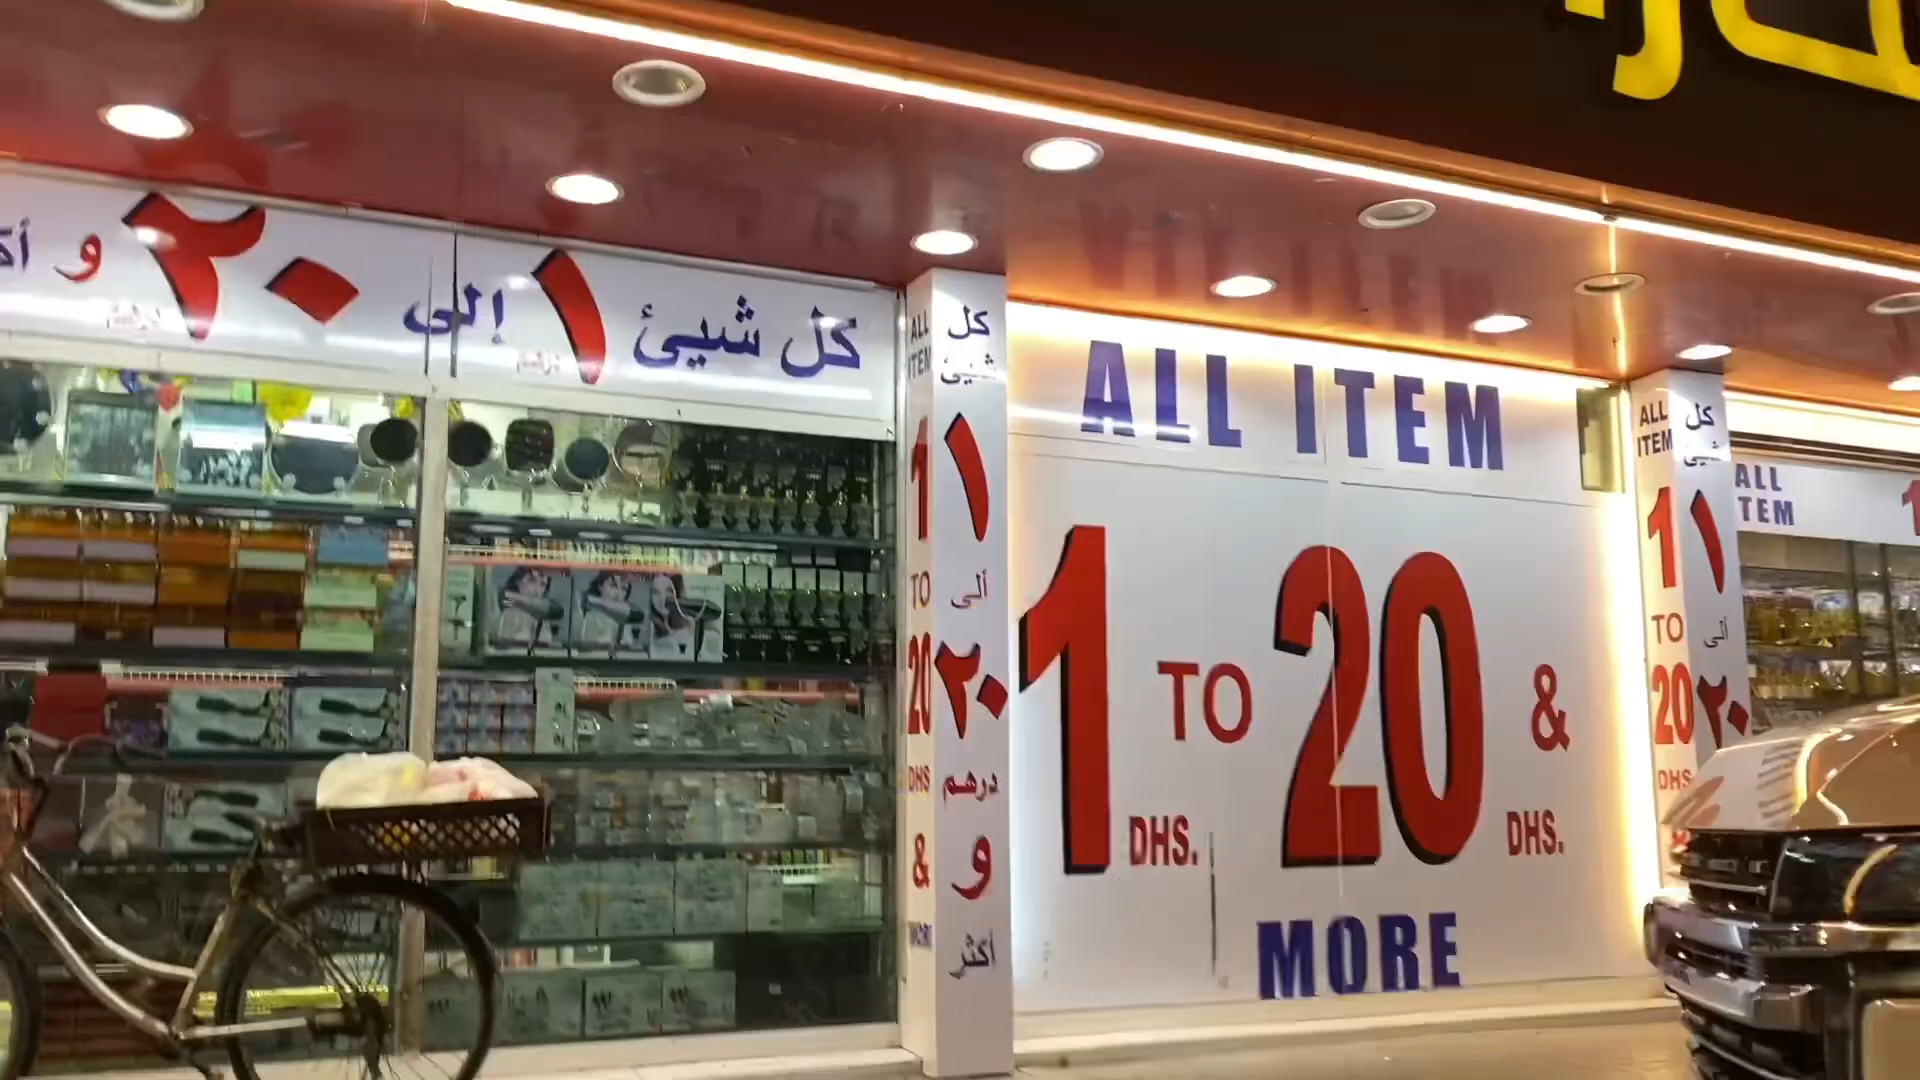 كل شيئ ١ إلى ٢٠ و
ALL
ITEM
1
TO
20
DHS
&
كل
شيئ
١
ألى
٢٠
درهم
و
أكثر
ALL ITEM
1 TO 20 &
DHS. DHS.
MORE
ALL
ITEM
1
TO
20
DHS
كل
شيئ
١
ألى
٢٠
ALL
ITEM
1